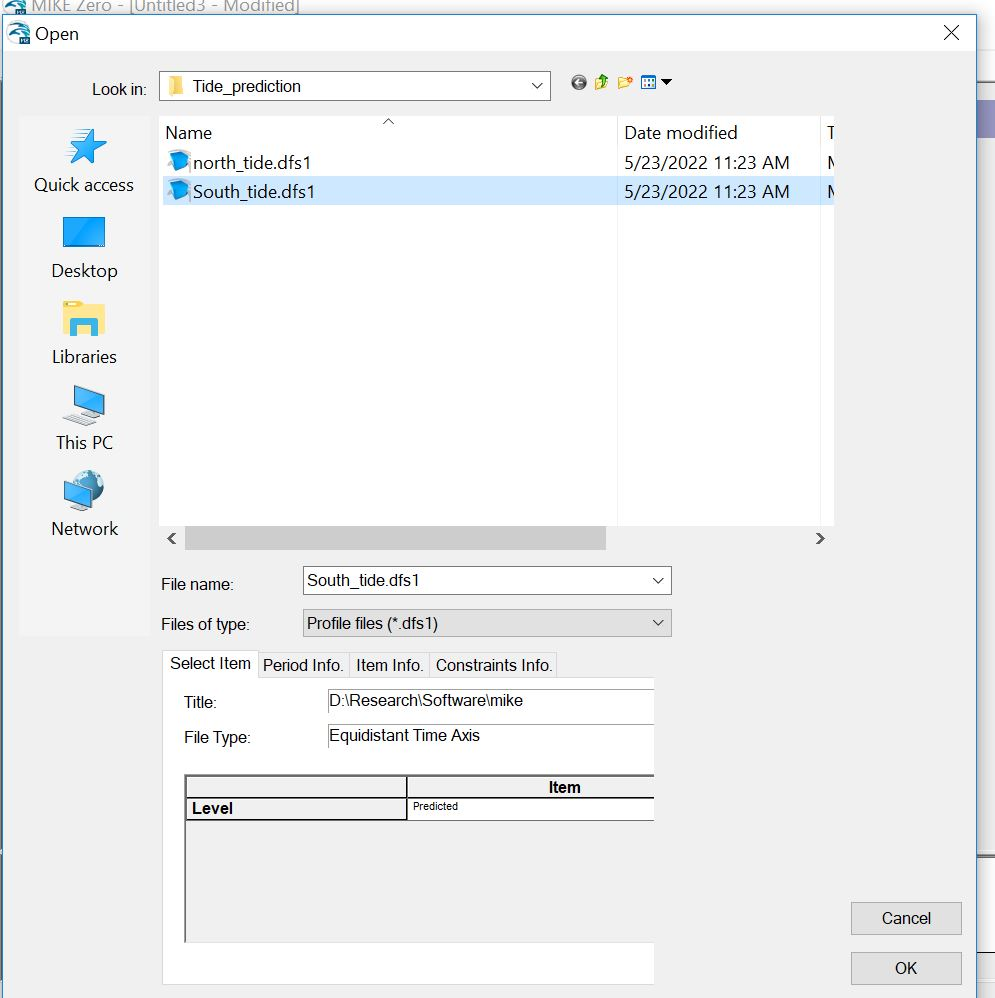 MIKE Zero - [Untitled3 - Modified]
Open
Look in: Tide_prediction
Name Date modified T
north_tide.dfs1 5/23/2022 11:23 AM M
South_tide.dfs1 5/23/2022 11:23 AM M
Quick access
Desktop
Libraries
This PC
Network
File name: South_tide.dfs1
Files of type: Profile files (*.dfs1)
Select Item Period Info. Item Info. Constraints Info.
Title: D:\Research\Software\mike
File Type: Equidistant Time Axis
Item
Level Predicted
Cancel
OK